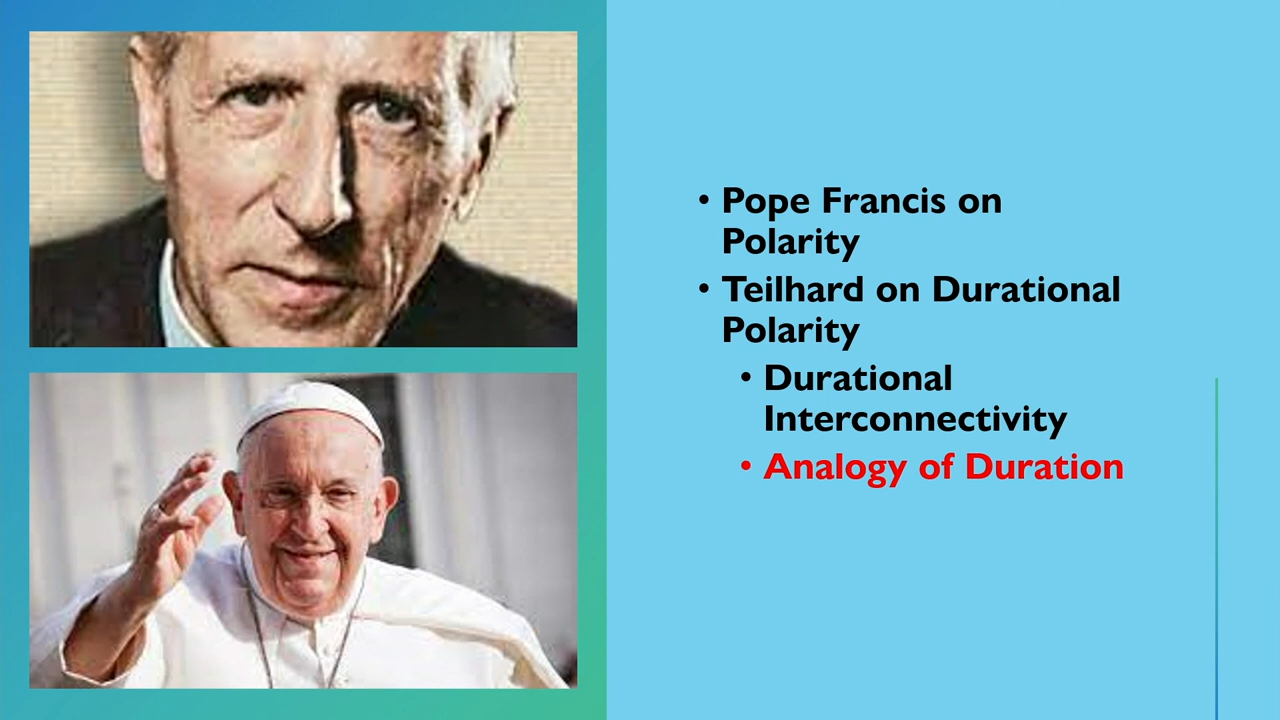 • Pope Francis on
Polarity
• Teilhard on Durational
Polarity
• Durational
Interconnectivity
• Analogy of Duration